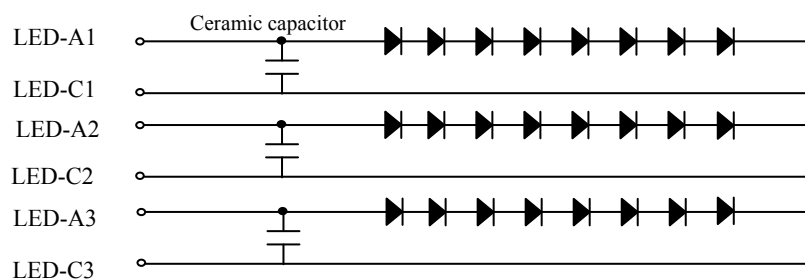 Ceramic capacitor
LED-A1
LED-C1
LED-A2
LED-C2
LED-A3
LED-C3